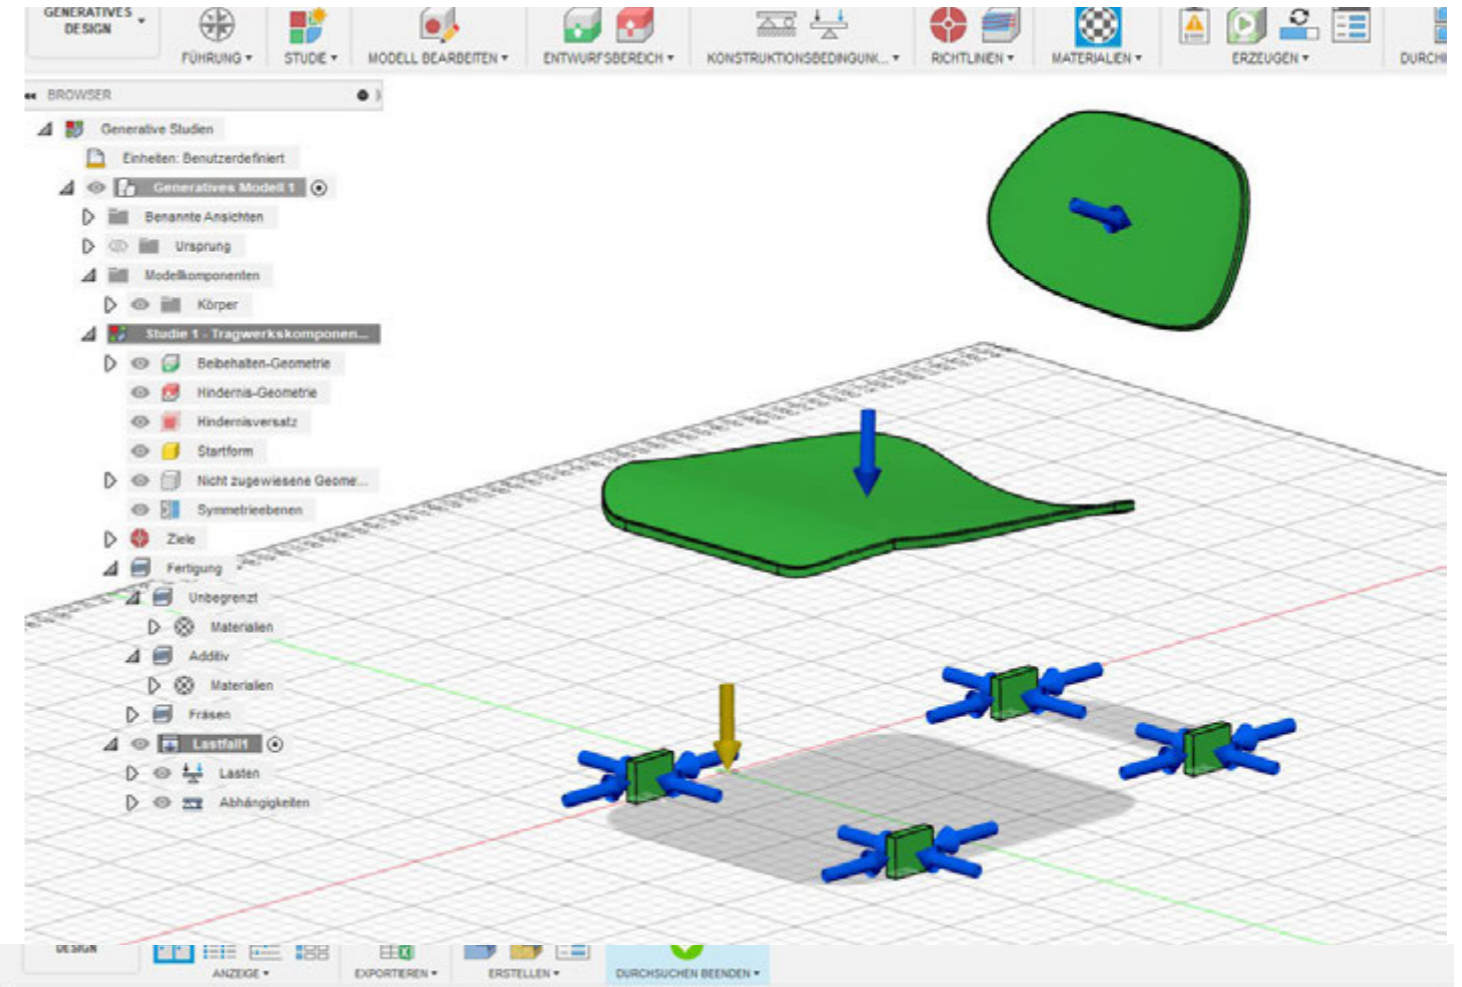 GENERATIVES
DESIGN
FÜHRUNG
STUDIE
MODELL BEARBEITEN
ENTWURFSBEREICH
KONSTRUKTIONSBEDINGUN...
RICHTLINIEN
MATERIALIEN
ERZEUGEN
BROWSER
Generative Studien
Einheiten: Benutzerdefiniert
Generatives Modell 1
Benannte Ansichten
Ursprung
Modellkomponenten
Körper
Studie 1 - Tragwerkskomponen...
Beibehalten-Geometrie
Hindernis-Geometrie
Hindernisversatz
Startform
Nicht zugewiesene Geome...
Symmetrieebenen
Ziele
Fertigung
Unbegrenzt
Materialien
Additiv
Materialien
Fräsen
Lastfall1
Lasten
Abhängigkeiten
DESIGN
ANZEIGE
EXPORTIEREN
ERSTELLEN
DURCHSUCHEN BEENDEN